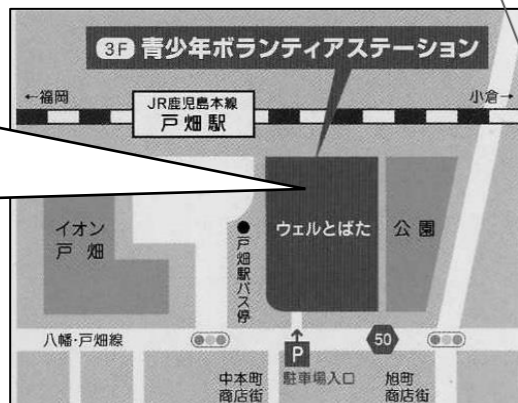 3F 青少年ボランティアステーション
←福岡
小倉→
JR鹿児島本線
戸畑駅
イオン
戸畑
戸畑駅バス停
ウェルとばた
公園
八幡・戸畑線
50
P
中本町
商店街
駐車場入口
旭町
商店街